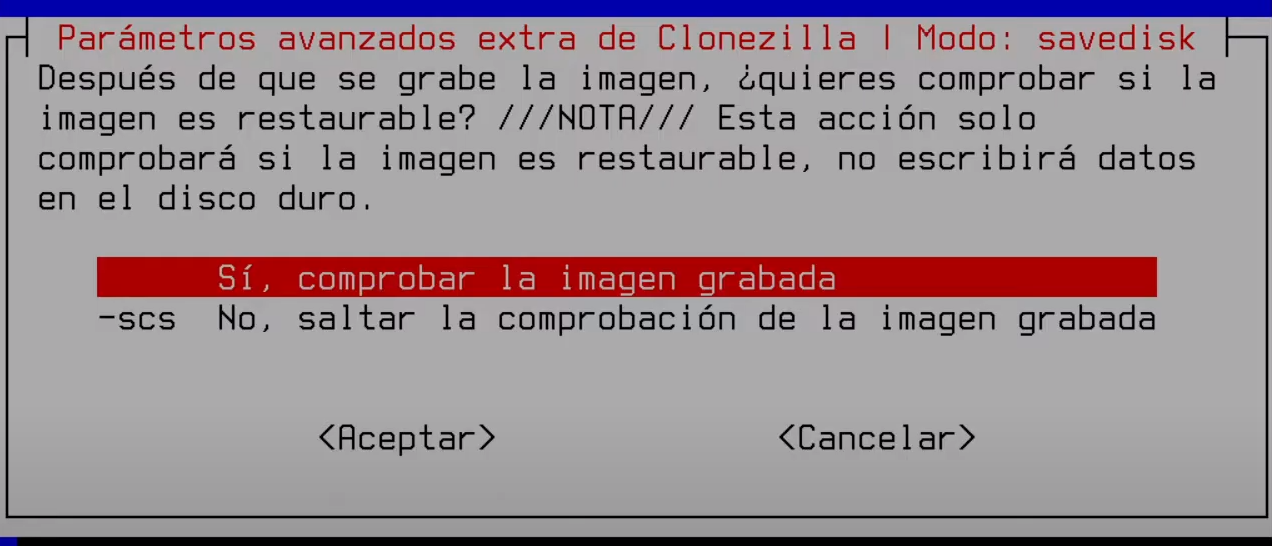 Parámetros avanzados extra de Clonezilla | Modo: savedisk
Después de que se grabe la imagen, ¿quieres comprobar si la
imagen es restaurable? ///NOTA/// Esta acción solo
comprobará si la imagen es restaurable, no escribirá datos
en el disco duro.
Sí, comprobar la imagen grabada
-scs No, saltar la comprobación de la imagen grabada
<Aceptar> <Cancelar>